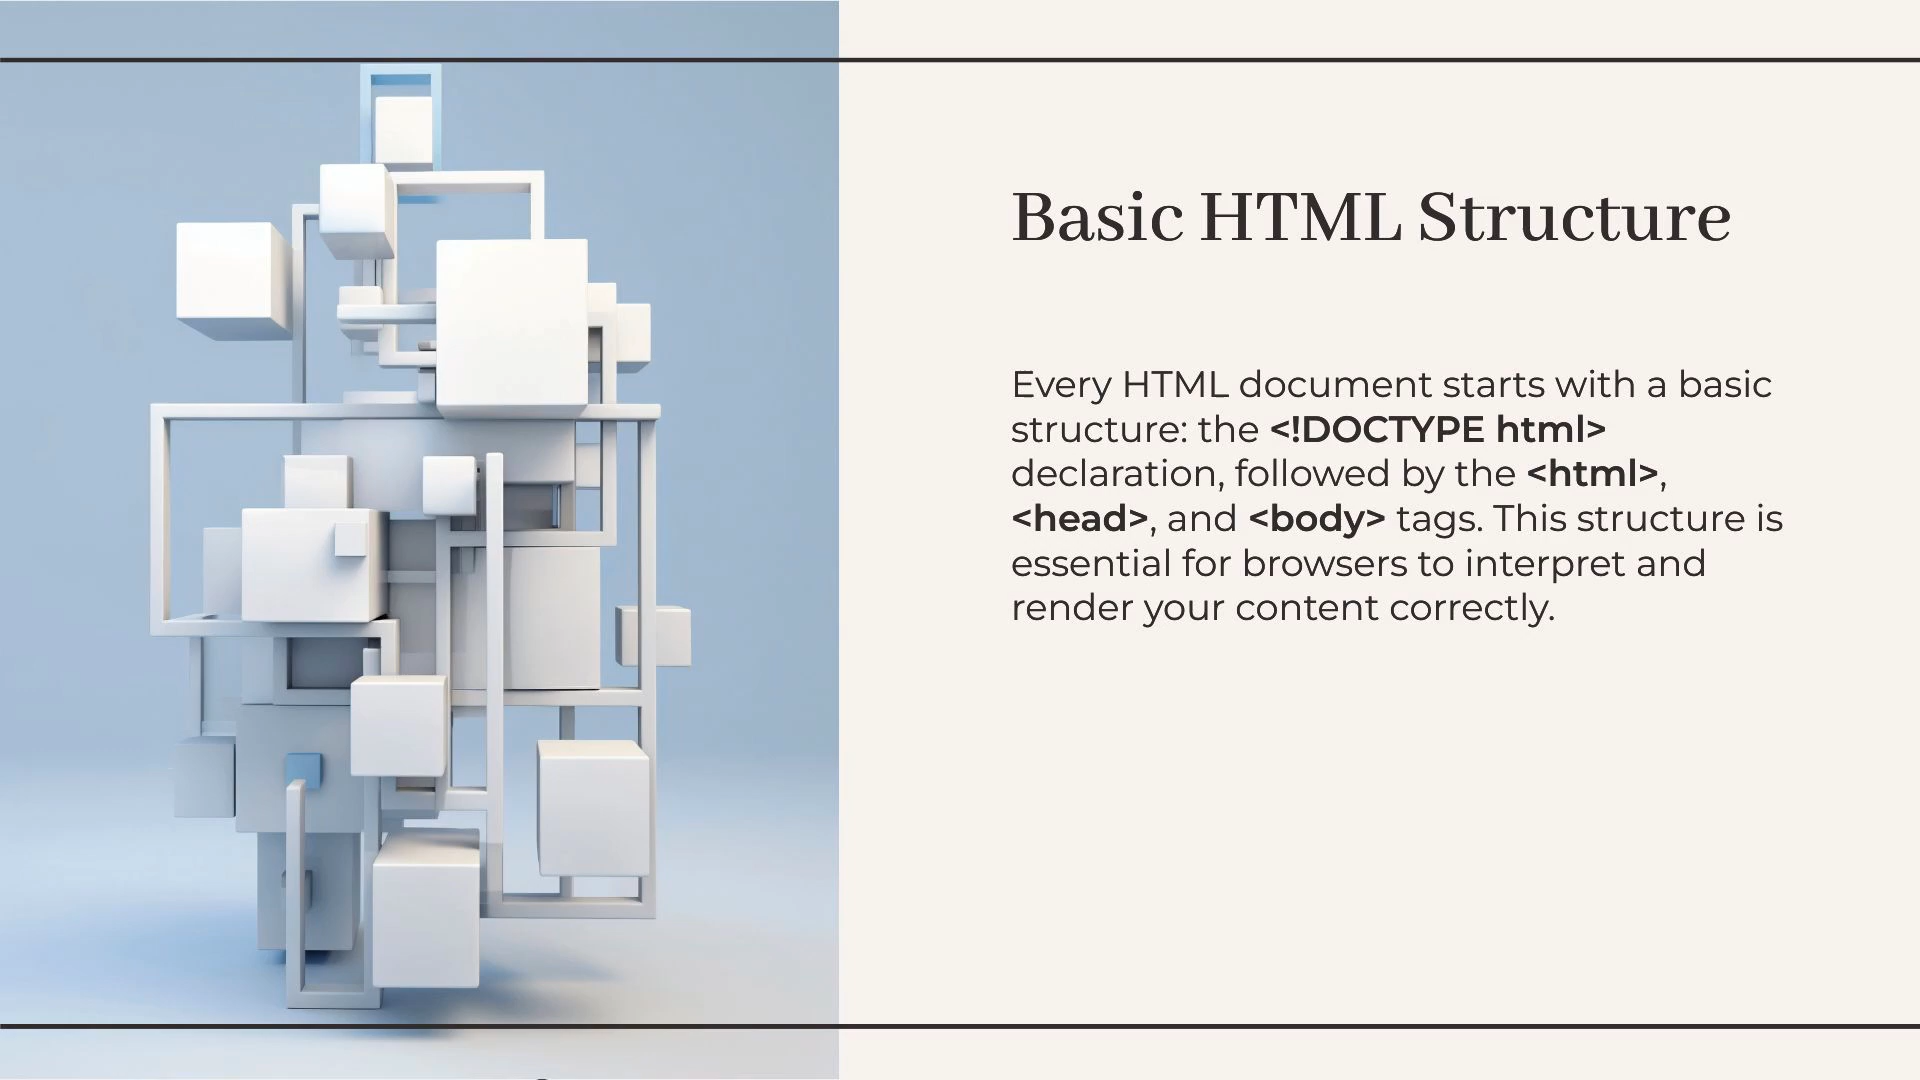 Basic HTML Structure
Every HTML document starts with a basic
structure: the <!DOCTYPE html>
declaration, followed by the <html>,
<head>, and <body> tags. This structure is
essential for browsers to interpret and
render your content correctly.